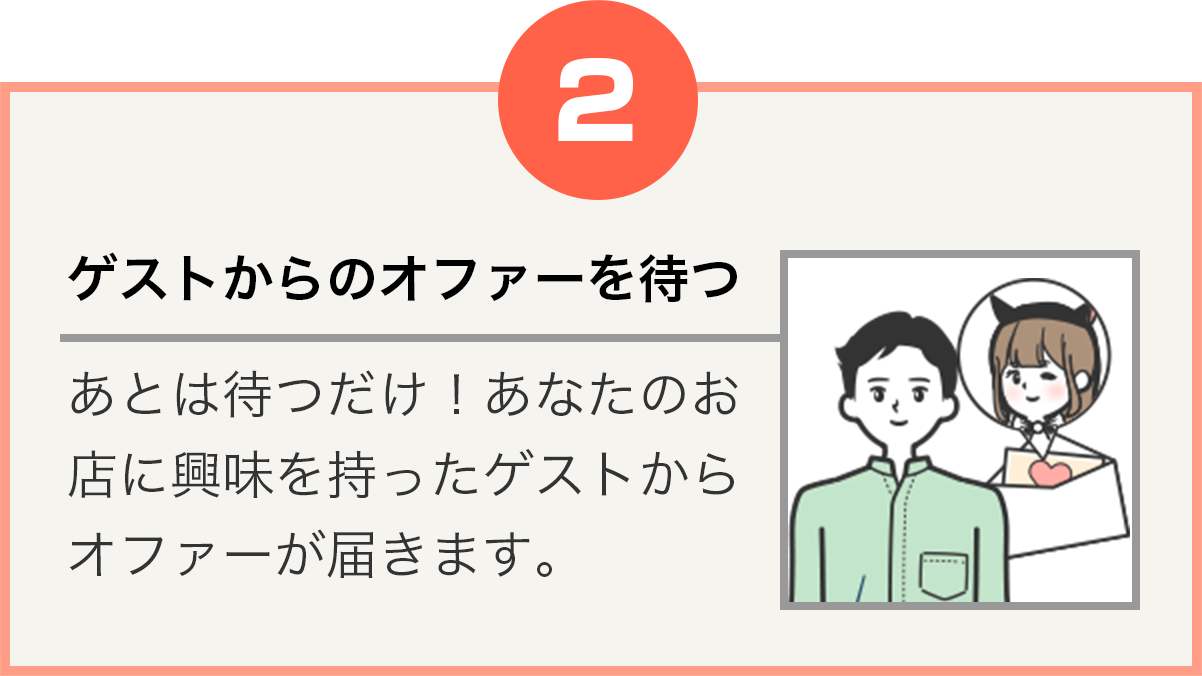 2
ゲストからのオファーを待つ
あとは待つだけ！あなたのお
店に興味を持ったゲストから
オファーが届きます。